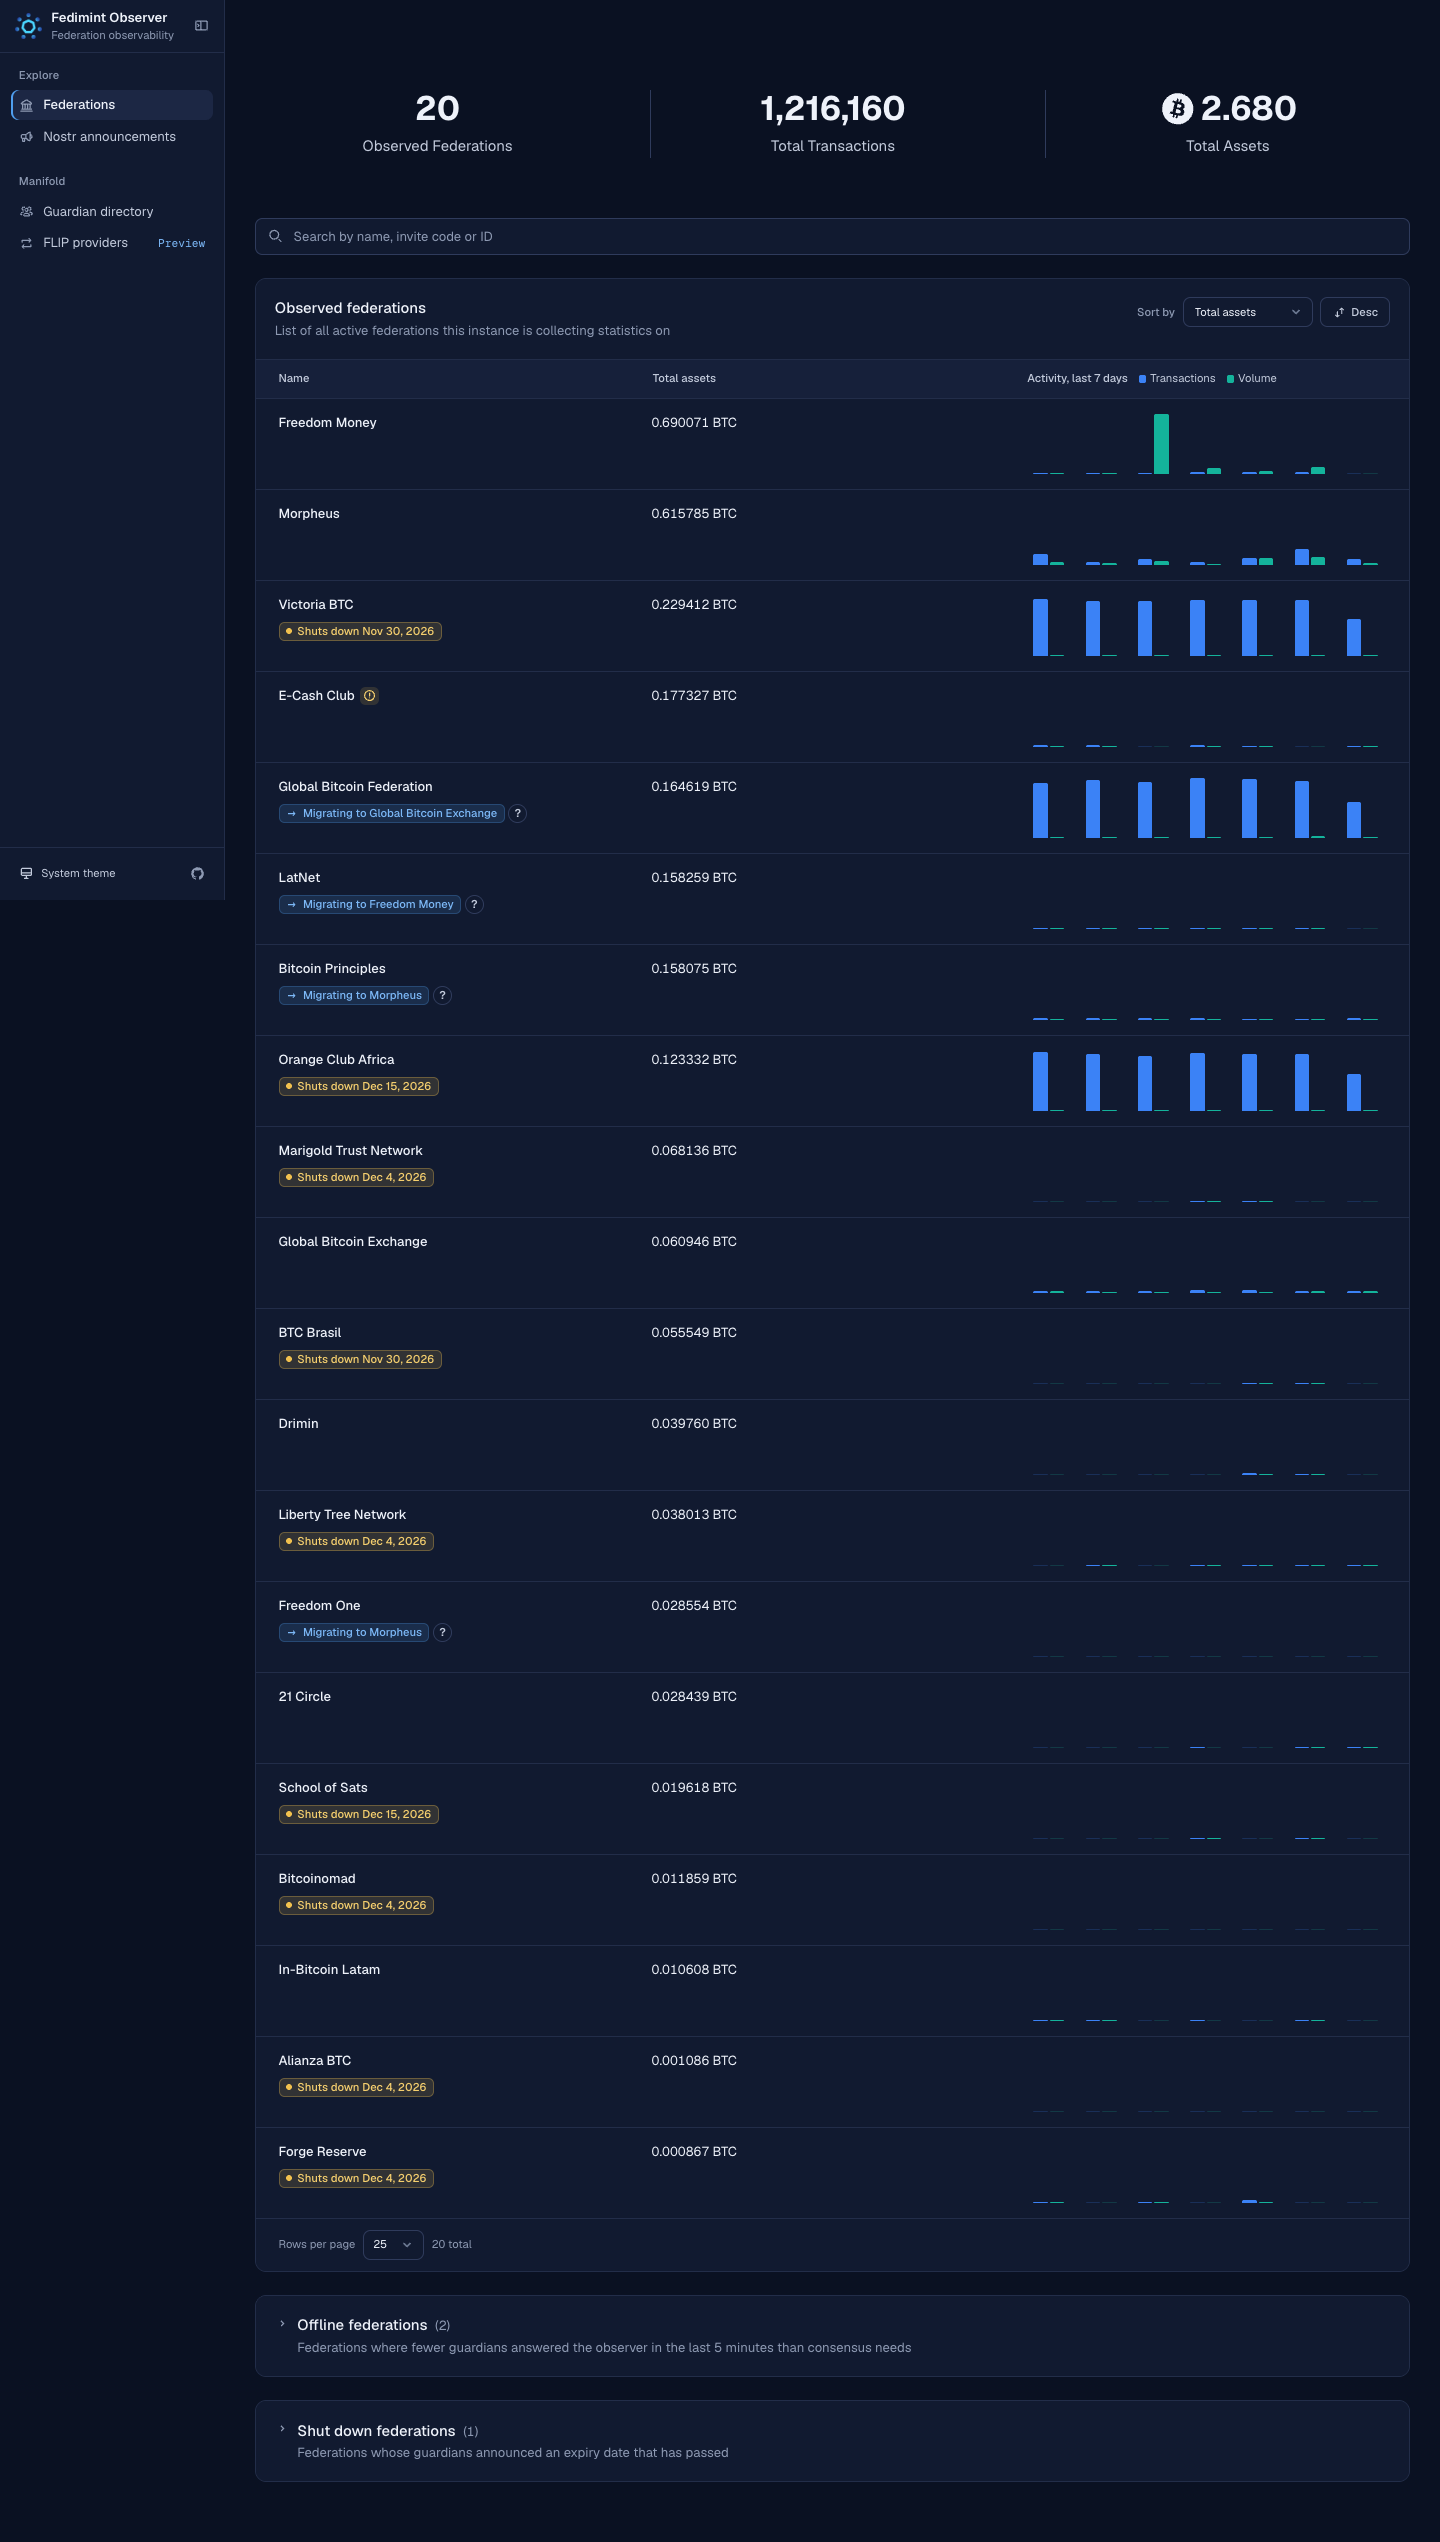 Fedimint Observer
Federation observability
Explore
Federations
Nostr announcements
Manifold
Guardian directory
FLIP providers Preview
System theme
20
Observed Federations
1,216,160
Total Transactions
2.680
Total Assets
Search by name, invite code or ID
Observed federations
List of all active federations this instance is collecting statistics on
Sort by Total assets Desc
Name Total assets Activity, last 7 days Transactions Volume
Freedom Money 0.690071 BTC
Morpheus 0.615785 BTC
Victoria BTC 0.229412 BTC
Shuts down Nov 30, 2026
E-Cash Club 0.177327 BTC
Global Bitcoin Federation 0.164619 BTC
→ Migrating to Global Bitcoin Exchange ?
LatNet 0.158259 BTC
→ Migrating to Freedom Money ?
Bitcoin Principles 0.158075 BTC
→ Migrating to Morpheus ?
Orange Club Africa 0.123332 BTC
Shuts down Dec 15, 2026
Marigold Trust Network 0.068136 BTC
Shuts down Dec 4, 2026
Global Bitcoin Exchange 0.060946 BTC
BTC Brasil 0.055549 BTC
Shuts down Nov 30, 2026
Drimin 0.039760 BTC
Liberty Tree Network 0.038013 BTC
Shuts down Dec 4, 2026
Freedom One 0.028554 BTC
→ Migrating to Morpheus ?
21 Circle 0.028439 BTC
School of Sats 0.019618 BTC
Shuts down Dec 15, 2026
Bitcoinomad 0.011859 BTC
Shuts down Dec 4, 2026
In-Bitcoin Latam 0.010608 BTC
Alianza BTC 0.001086 BTC
Shuts down Dec 4, 2026
Forge Reserve 0.000867 BTC
Shuts down Dec 4, 2026
Rows per page 25 20 total
Offline federations (2)
Federations where fewer guardians answered the observer in the last 5 minutes than consensus needs
Shut down federations (1)
Federations whose guardians announced an expiry date that has passed